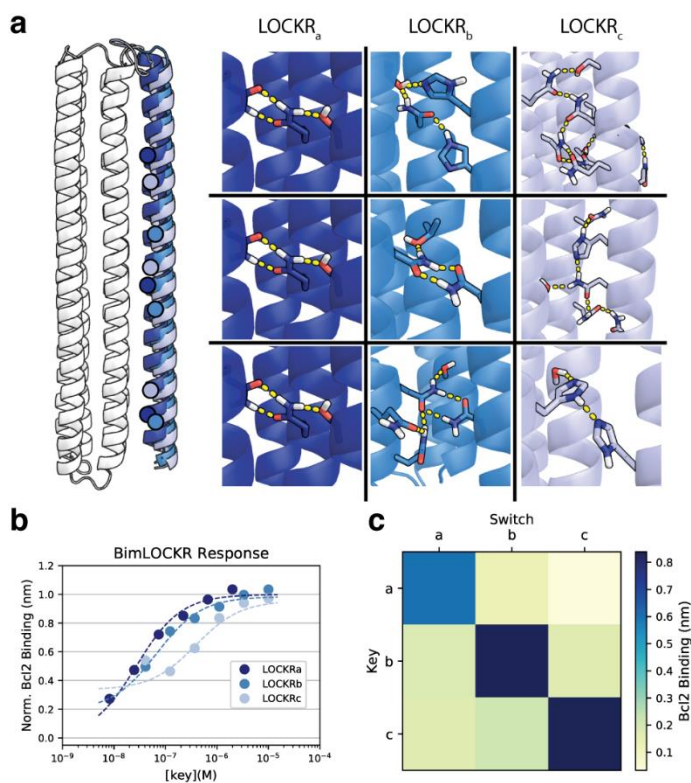 a
LOCKRa LOCKRb LOCKRc
b
BimLOCKR Response
Norm. Bcl2 Binding (nm)
1.2
1.0
0.8
0.6
0.4
0.2
0.0
LOCKRa
LOCKRb
LOCKRc
10⁻⁹ 10⁻⁸ 10⁻⁷ 10⁻⁶ 10⁻⁵ 10⁻⁴
[key](M)
c
Switch
a b c
Key
a
b
c
0.8
0.7
0.6
0.5
0.4
0.3
0.2
0.1
Bcl2 Binding (nm)